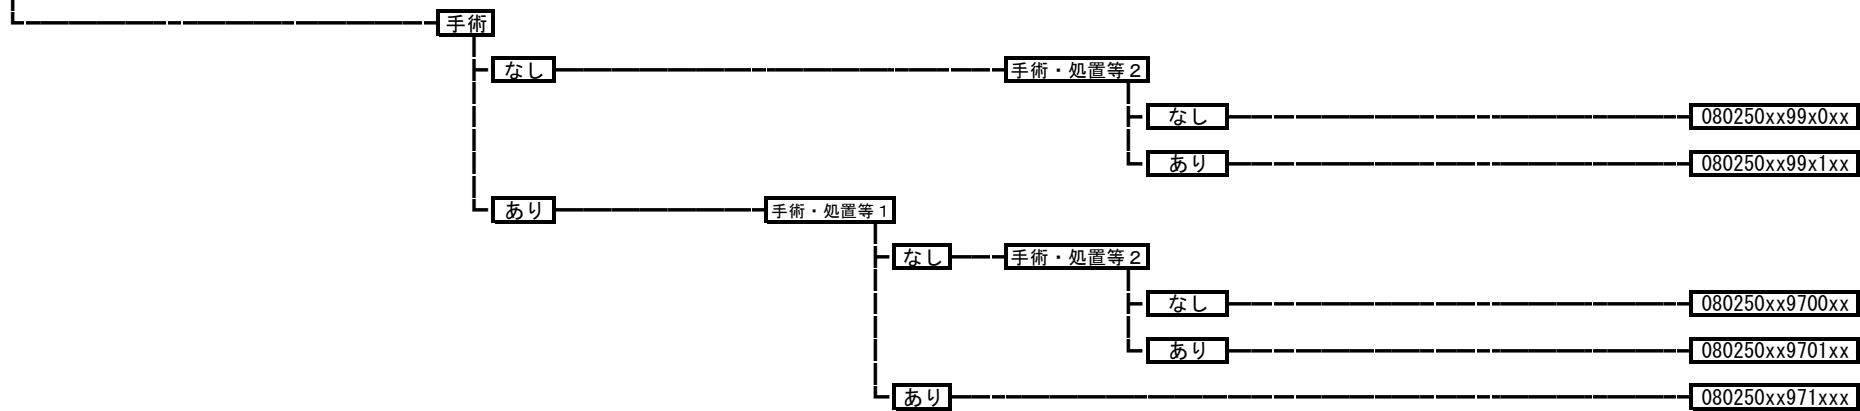 手術
なし 手術・処置等２
なし 080250xx99x0xx
あり 080250xx99x1xx
あり 手術・処置等１
なし 手術・処置等２
なし 080250xx9700xx
あり 080250xx9701xx
あり 080250xx971xxx